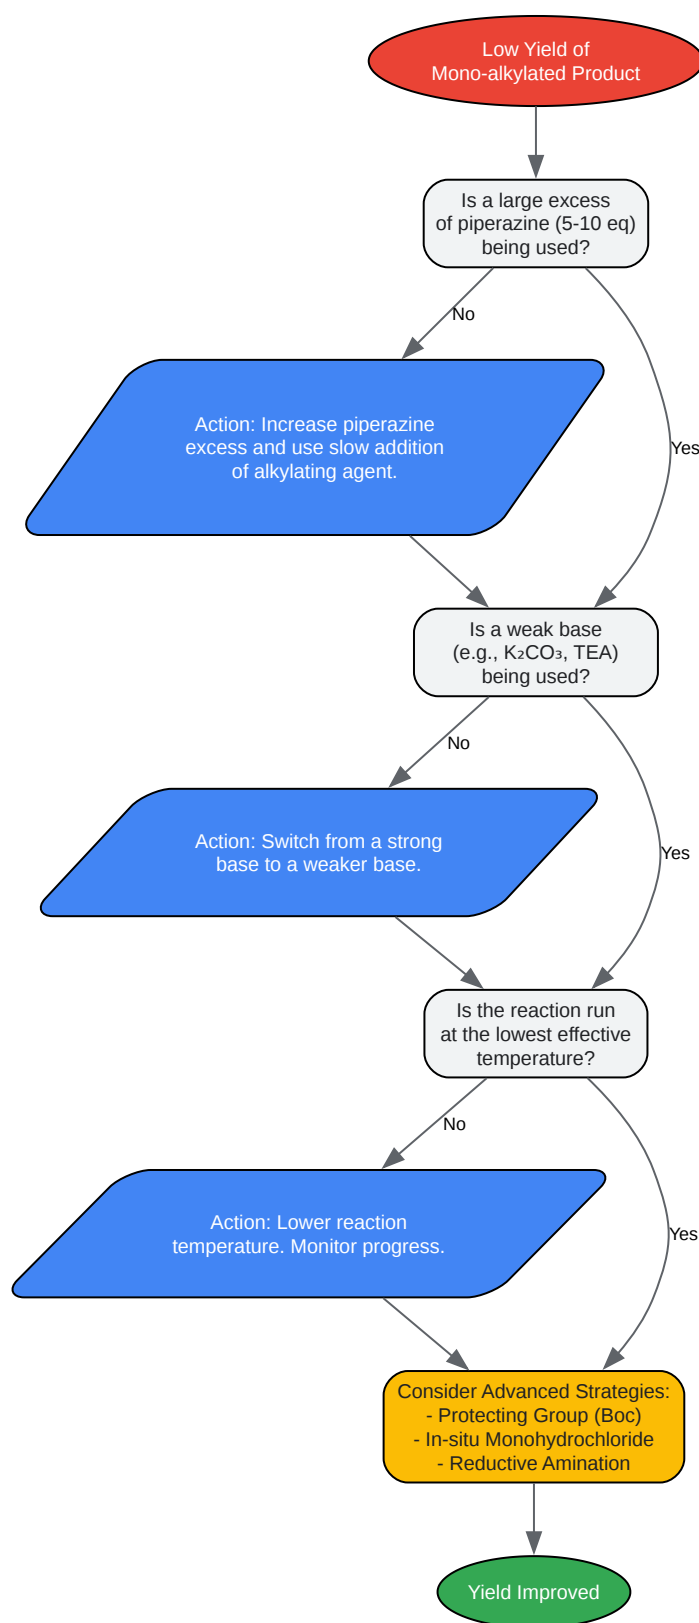 Low Yield of
Mono-alkylated Product
Is a large excess
of piperazine (5-10 eq)
being used?
No
Action: Increase piperazine
excess and use slow addition
of alkylating agent.
Yes
Is a weak base
(e.g., K₂CO₃, TEA)
being used?
No
Action: Switch from a strong
base to a weaker base.
Yes
Is the reaction run
at the lowest effective
temperature?
No
Action: Lower reaction
temperature. Monitor progress.
Yes
Consider Advanced Strategies:
- Protecting Group (Boc)
- In-situ Monohydrochloride
- Reductive Amination
Yield Improved